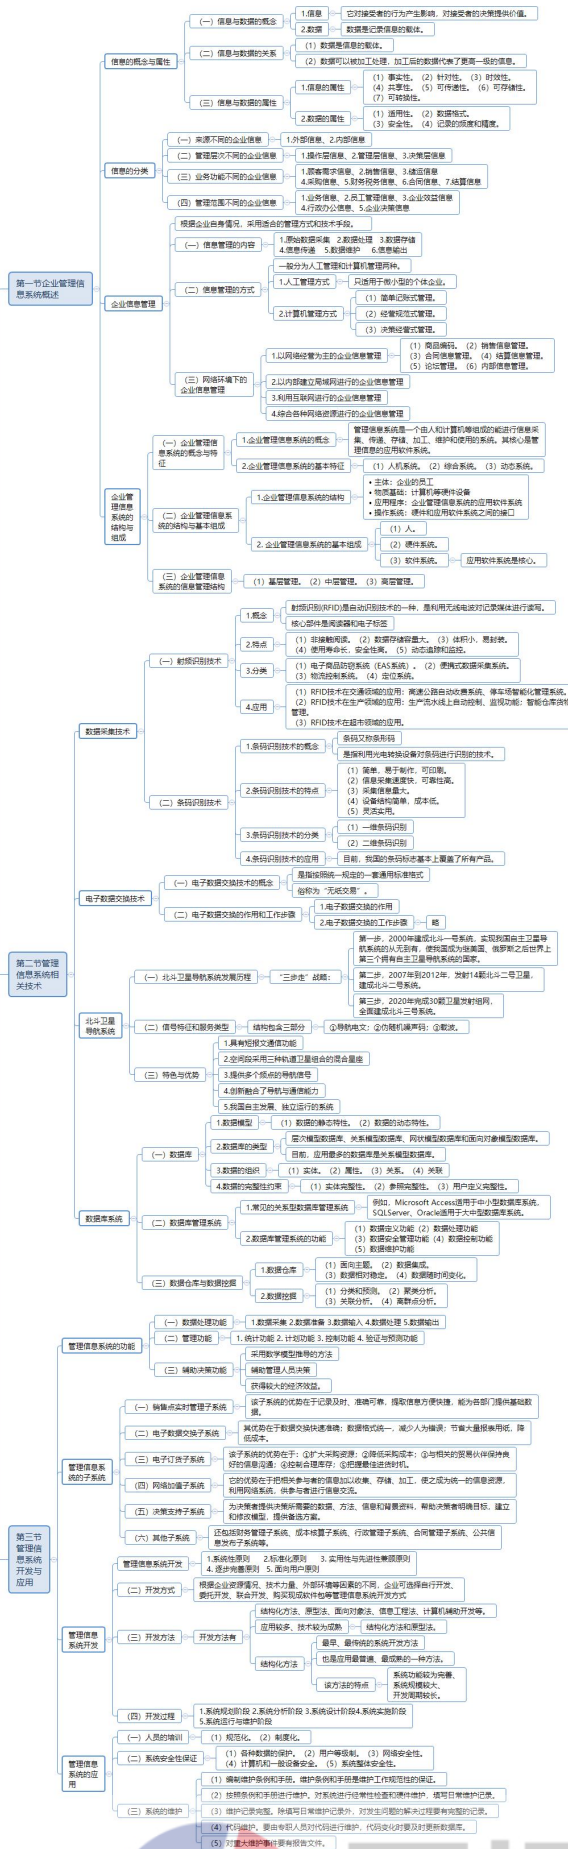 第一节企业管理信
息系统概述
信息的概念与属性
（一）信息与数据的概念
1.信息
它对接受者的行为产生影响，对接受者的决策提供价值。
2.数据
数据是记录信息的载体。
（二）信息与数据的关系
（1）数据是信息的载体。
（2）数据可以被加工处理，加工后的数据代表了更高一级的信息。
（三）信息与数据的属性
1.信息的属性
（1）事实性。（2）针对性。（3）时效性。
（4）共享性。（5）可传递性。（6）可存储性。
（7）可转换性。
2.数据的属性
（1）适用性。（2）数据格式。
（3）安全性。（4）记录的频度和精度。
信息的分类
（一）来源不同的企业信息
1.外部信息、2.内部信息
（二）管理层次不同的企业信息
1.操作层信息、2.管理层信息、3.决策层信息
（三）业务功能不同的企业信息
1.顾客需求信息、2.销售信息、3.储运信息
4.采购信息、5.财务税务信息、6.合同信息、7.结算信息
（四）管理范围不同的企业信息
1.业务信息、2.员工管理信息、3.企业效益信息
4.行政办公信息、5.企业决策信息
企业信息管理
根据企业自身情况，采用适合的管理方式和技术手段。
（一）信息管理的内容
1.原始数据采集 2.数据处理 3.数据存储
4.信息传递 5.数据维护 6.信息输出
（二）信息管理的方式
一般分为人工管理和计算机管理两种。
1.人工管理方式
只适用于微小型的个体企业。
2.计算机管理方式
（1）简单记账式管理。
（2）经营规范式管理。
（3）决策经营式管理。
（三）网络环境下的
企业信息管理
1.以网络经营为主的企业信息管理
（1）商品编码。（2）销售信息管理。
（3）合同信息管理。（4）结算信息管理。
（5）论坛管理。（6）内部信息管理。
2.以内部建立局域网进行的企业信息管理
3.利用互联网进行的企业信息管理
4.综合各种网络资源进行的企业信息管理
企业管
理信息
系统的
结构与
组成
（一）企业管理信
息系统的概念与特
征
1.企业管理信息系统的概念
管理信息系统是一个由人和计算机等组成的能进行信息采
集、传递、存储、加工、维护和使用的系统。其核心是管
理信息的应用软件系统。
2.企业管理信息系统的基本特征
（1）人机系统。（2）综合系统。（3）动态系统。
（二）企业管理信息系
统的结构与基本组成
1.企业管理信息系统的结构
• 主体：企业的员工
• 物质基础：计算机等硬件设备
• 应用程序：企业管理信息系统的应用软件系统
• 操作系统：硬件和应用软件系统之间的接口
2. 企业管理信息系统的基本组成
（1）人。
（2）硬件系统。
（3）软件系统。
应用软件系统是核心。
（三）企业管理信息
系统的信息管理结构
（1）基层管理。（2）中层管理。（3）高层管理。
第二节管理
信息系统相
关技术
数据采集技术
（一）射频识别技术
1.概念
射频识别(RFID)是自动识别技术的一种，是利用无线电波对记录媒体进行读写。
核心部件是阅读器和电子标签
2.特点
（1）非接触阅读。（2）数据存储容量大。（3）体积小，易封装。
（4）使用寿命长，安全性高。（5）动态追踪和监控。
3.分类
（1）电子商品防窃系统（EAS系统）。（2）便携式数据采集系统。
（3）物流控制系统。（4）定位系统。
4.应用
（1）RFID技术在交通领域的应用：高速公路自动收费系统、停车场智能化管理系统。
（2）RFID技术在生产领域的应用：生产流水线上自动控制、监视功能；智能仓库货物
管理。
（3）RFID技术在超市领域的应用。
（二）条码识别技术
1.条码识别技术的概念
条码又称条形码
是指利用光电转换设备对条码进行识别的技术。
2.条码识别技术的特点
（1）简单，易于制作，可印刷。
（2）信息采集速度快，可靠性高。
（3）采集信息量大。
（4）设备结构简单，成本低。
（5）灵活实用。
3.条码识别技术的分类
（1）一维条码识别
（2）二维条码识别
4.条码识别技术的应用
目前，我国的条码标志基本上覆盖了所有产品。
电子数据交换技术
（一）电子数据交换技术的概念
是指按照统一规定的一套通用标准格式
俗称为“无纸交易”。
（二）电子数据交换的作用和工作步骤
1.电子数据交换的作用
2.电子数据交换的工作步骤
略
北斗卫星
导航系统
（一）北斗卫星导航系统发展历程
“三步走”战略：
第一步，2000年建成北斗一号系统，实现我国自主卫星导
航系统的从无到有，使我国成为继美国、俄罗斯之后世界上
第三个拥有自主卫星导航系统的国家。
第二步，2007年到2012年，发射14颗北斗二号卫星，
建成北斗二号系统。
第三步，2020年完成30颗卫星发射组网，
全面建成北斗三号系统。
（二）信号特征和服务类型
结构包含三部分
①导航电文；②伪随机噪声码；③载波。
（三）特色与优势
1.具有短报文通信功能
2.空间段采用三种轨道卫星组合的混合星座
3.提供多个频点的导航信号
4.创新融合了导航与通信能力
5.我国自主发展、独立运行的系统
数据库系统
（一）数据库
1.数据模型
（1）数据的静态特性。（2）数据的动态特性。
2.数据库的类型
层次模型数据库、关系模型数据库、网状模型数据库和面向对象模型数据库。
目前，应用最多的数据库是关系模型数据库。
3.数据的组织
（1）实体。（2）属性。（3）关系。（4）关联
4.数据的完整性约束
（1）实体完整性。（2）参照完整性。（3）用户定义完整性。
（二）数据库管理系统
1.常见的关系型数据库管理系统
例如，Microsoft Access适用于中小型数据库系统，
SQLServer、Oracle适用于大中型数据库系统。
2.数据库管理系统的功能
（1）数据定义功能（2）数据处理功能
（3）数据安全管理功能（4）数据控制功能
（5）数据维护功能
（三）数据仓库与数据挖掘
1.数据仓库
（1）面向主题。（2）数据集成。
（3）数据相对稳定。（4）数据随时间变化。
2.数据挖掘
（1）分类和预测。（2）聚类分析。
（3）关联分析。（4）离群点分析。
第三节
管理信
息系统
开发与
应用
管理信息系统的功能
（一）数据处理功能
1.数据采集 2.数据准备 3.数据输入 4.数据处理 5.数据输出
（二）管理功能
1. 统计功能 2. 计划功能 3. 控制功能 4. 验证与预测功能
（三）辅助决策功能
采用数学模型推导的方法
辅助管理人员决策
获得较大的经济效益。
管理信息系
统的子系统
（一）销售点实时管理子系统
该子系统的优势在于记录及时、准确可靠，提取信息方便快捷，能为各部门提供基础数
据。
（二）电子数据交换子系统
其优势在于数据交换快速准确；数据格式统一，减少人为错误；节省大量报表用纸，降
低成本。
（三）电子订货子系统
该子系统的优势在于：①扩大采购资源；②降低采购成本；③与相关的贸易伙伴保持良
好的信息沟通；④控制合理库存；⑤把握最佳进货时机。
（四）网络加值子系统
它的优势在于把相关参与者的信息加以收集、存储、加工，使之成为统一的信息资源，
利用网络系统，供参与者进行信息交流。
（五）决策支持子系统
为决策者提供决策所需要的数据、方法、信息和背景资料，帮助决策者明确目标，建立
和修改模型，提供备选方案。
（六）其他子系统
还包括财务管理子系统、成本核算子系统、行政管理子系统、合同管理子系统、公共信
息发布子系统等。
管理信息
系统开发
管理信息系统开发
1.系统性原则 2.标准化原则 3. 实用性与先进性兼顾原则
4. 逐步完善原则 5. 面向用户原则
（二）开发方式
根据企业资源情况、技术力量、外部环境等因素的不同，企业可选择自行开发、
委托开发、联合开发、购买现成软件包等管理信息系统开发方式
（三）开发方法
开发方法有
结构化方法、原型法、面向对象法、信息工程法、计算机辅助开发等。
应用较多、技术较为成熟
结构化方法和原型法。
结构化方法
最早、最传统的系统开发方法
也是应用最普遍、最成熟的一种方法。
该方法的特点
系统功能较为完善、
系统规模较大、
开发周期较长。
（四）开发过程
1.系统规划阶段 2.系统分析阶段 3.系统设计阶段4.系统实施阶段
5.系统运行与维护阶段
管理信息
系统的应
用
（一）人员的培训
（1）规范化。（2）制度化。
（二）系统安全性保证
（1）各种数据的保护。（2）用户等级制。（3）网络安全性。
（4）计算机和一般设备安全。（5）系统整体安全性。
（三）系统的维护
（1）编制维护条例和手册。维护条例和手册是维护工作规范性的保证。
（2）按照条例和手册进行维护。对系统进行经常性检查和硬件维护，填写日常维护记录。
（3）维护记录完整。除填写日常维护记录外，对发生问题的解决过程要有完整的记录。
（4）代码维护。要由专职人员对代码进行维护，代码变化时要及时更新数据库。
（5）对重大维护事件要有报告文件。